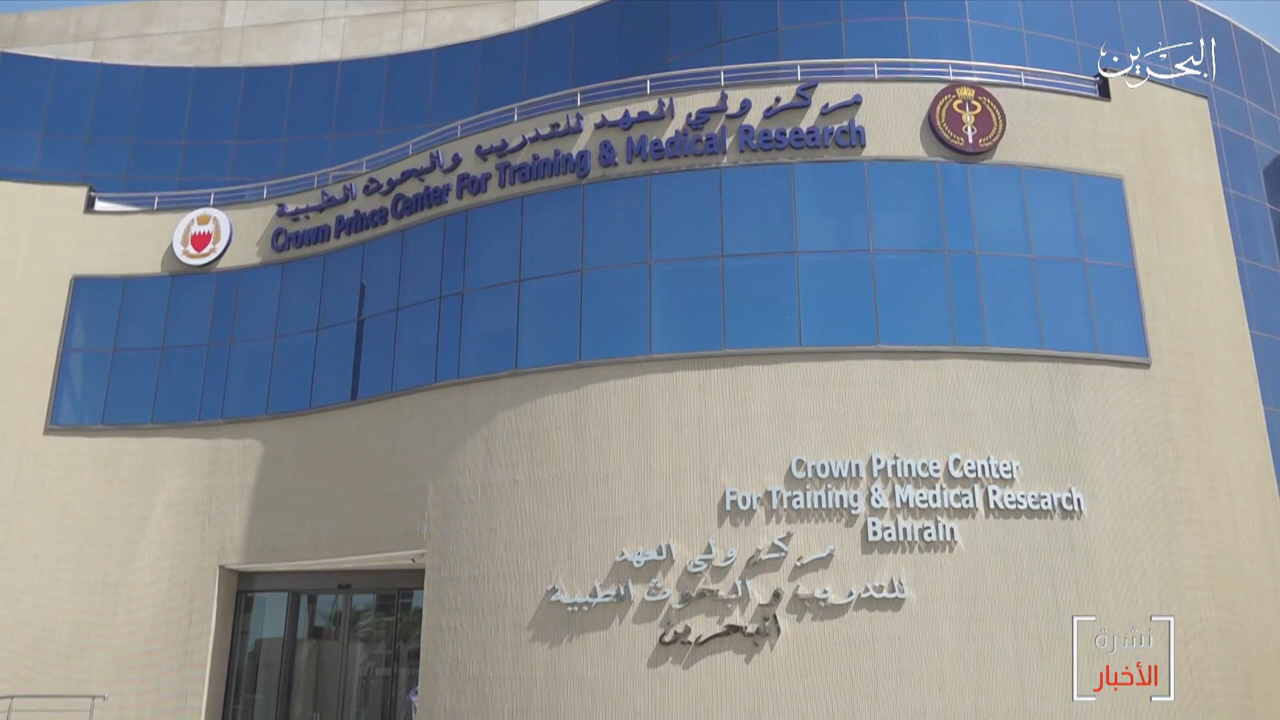 البحرين
مركز ولي العهد للتدريب والبحوث الطبية
Crown Prince Center For Training & Medical Research
Crown Prince Center
For Training & Medical Research
Bahrain
مركز ولي العهد
للتدريب والبحوث الطبية
البحرين
نشرة
الأخبار